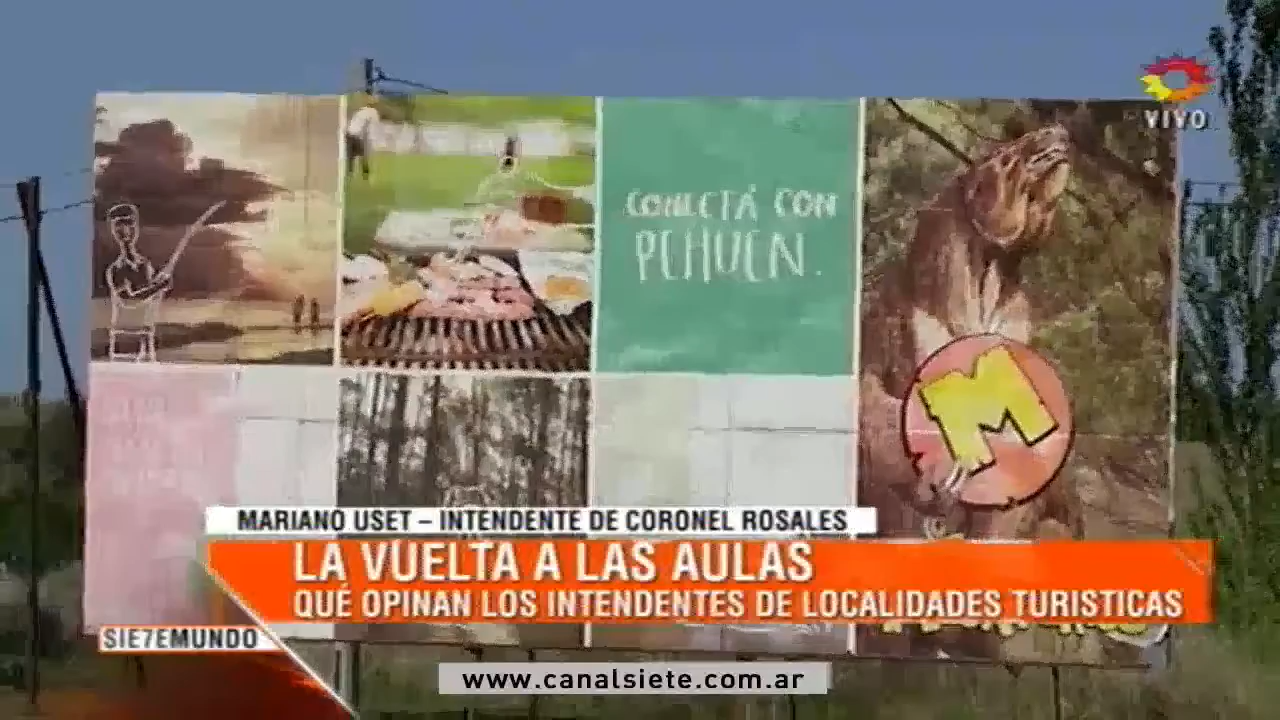 VIVO
CONECTÁ CON
PEHUEN.
M
MARIANO USET – INTENDENTE DE CORONEL ROSALES
LA VUELTA A LAS AULAS
QUÉ OPINAN LOS INTENDENTES DE LOCALIDADES TURISTICAS
SIE7EMUNDO
www.canalsiete.com.ar